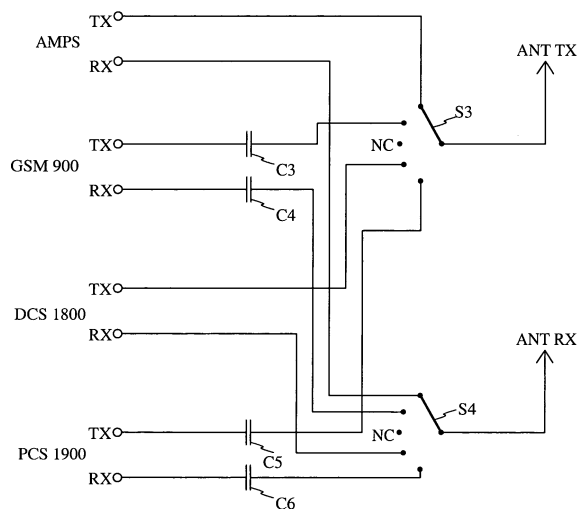 TX
AMPS
RX
ANT TX
S3
TX
NC
GSM 900
C3
RX
C4
TX
DCS 1800
RX
ANT RX
S4
TX
NC
PCS 1900
C5
RX
C6